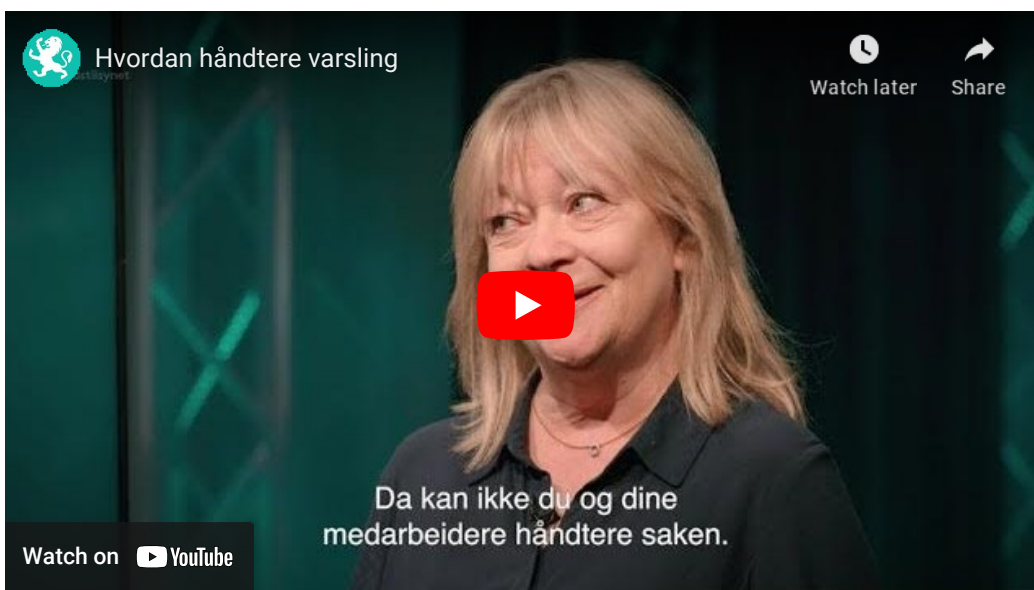 Hvordan håndtere varsling
Watch later
Share
Da kan ikke du og dine
medarbeidere håndtere saken.
Watch on YouTube